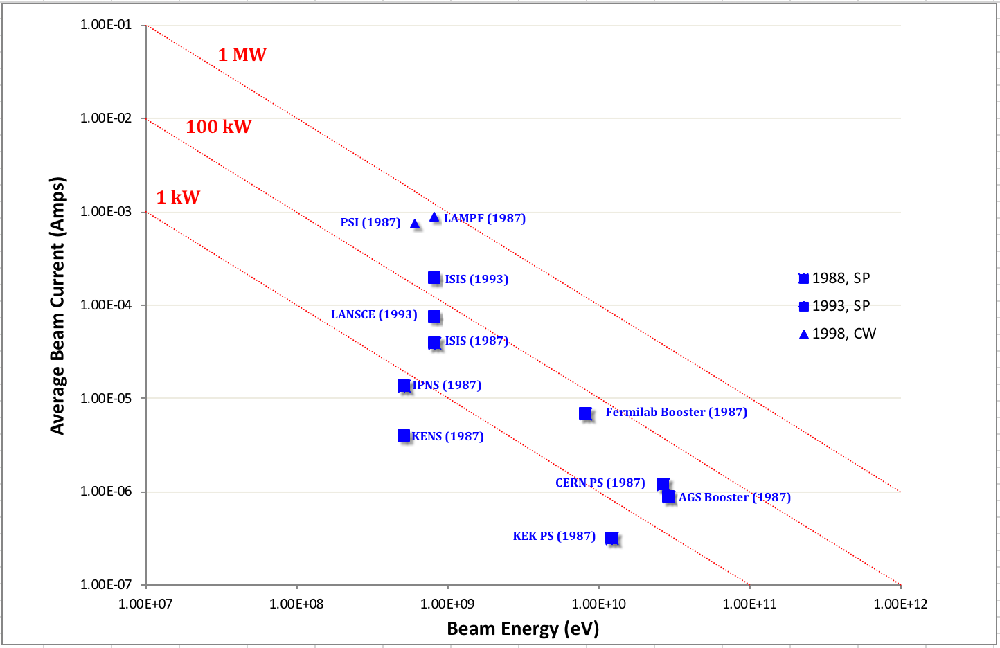 1.00E-01
1 MW
1.00E-02
100 kW
1 kW
1.00E-03
PSI (1987)
LAMPF (1987)
ISIS (1993)
1988, SP
1.00E-04
1993, SP
LANSCE (1993)
1998, CW
ISIS (1987)
IPNS (1987)
1.00E-05
Fermilab Booster (1987)
KENS (1987)
CERN PS (1987)
1.00E-06
AGS Booster (1987)
KEK PS (1987)
1.00E-07
Average Beam Current (Amps)
1.00E+07 1.00E+08 1.00E+09 1.00E+10 1.00E+11 1.00E+12
Beam Energy (eV)